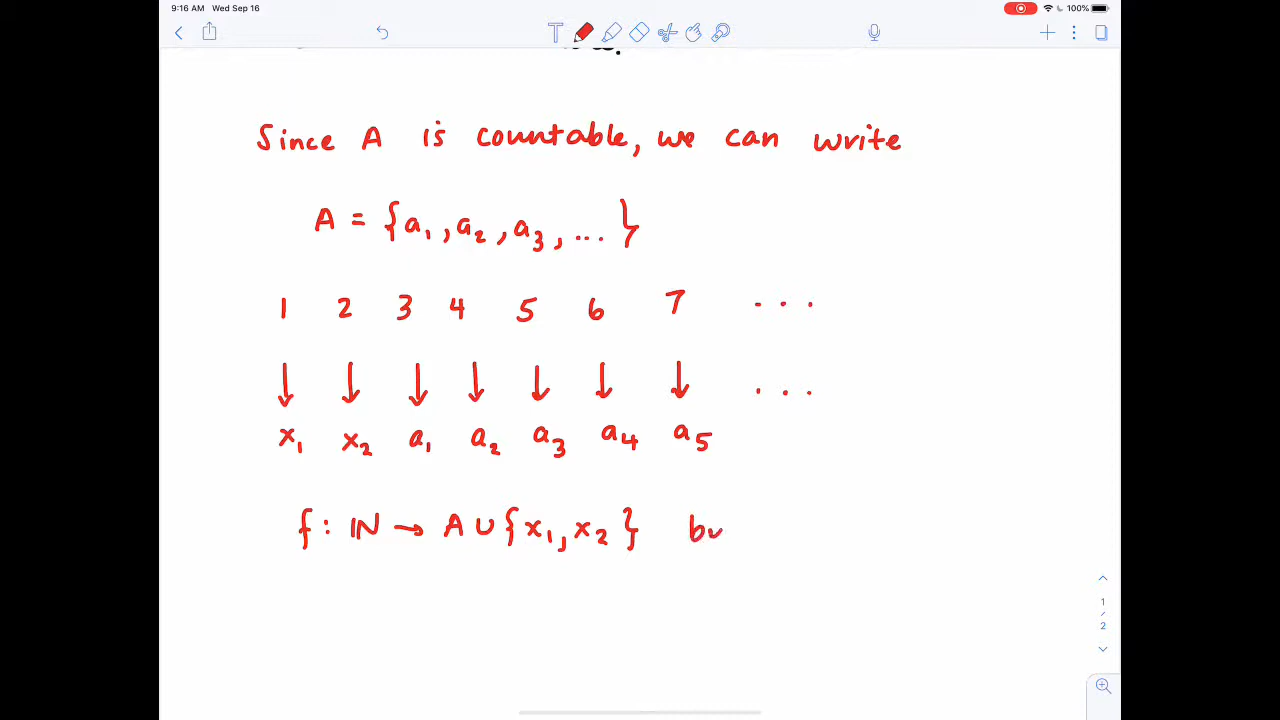 9:16 AM Wed Sep 16
100%
Since A is countable, we can write
A = {a₁, a₂, a₃, ... }
1 2 3 4 5 6 7 . . .
↓ ↓ ↓ ↓ ↓ ↓ ↓ . . .
x₁ x₂ a₁ a₂ a₃ a₄ a₅
f : ℕ → A ∪ {x₁, x₂}
1
/
2